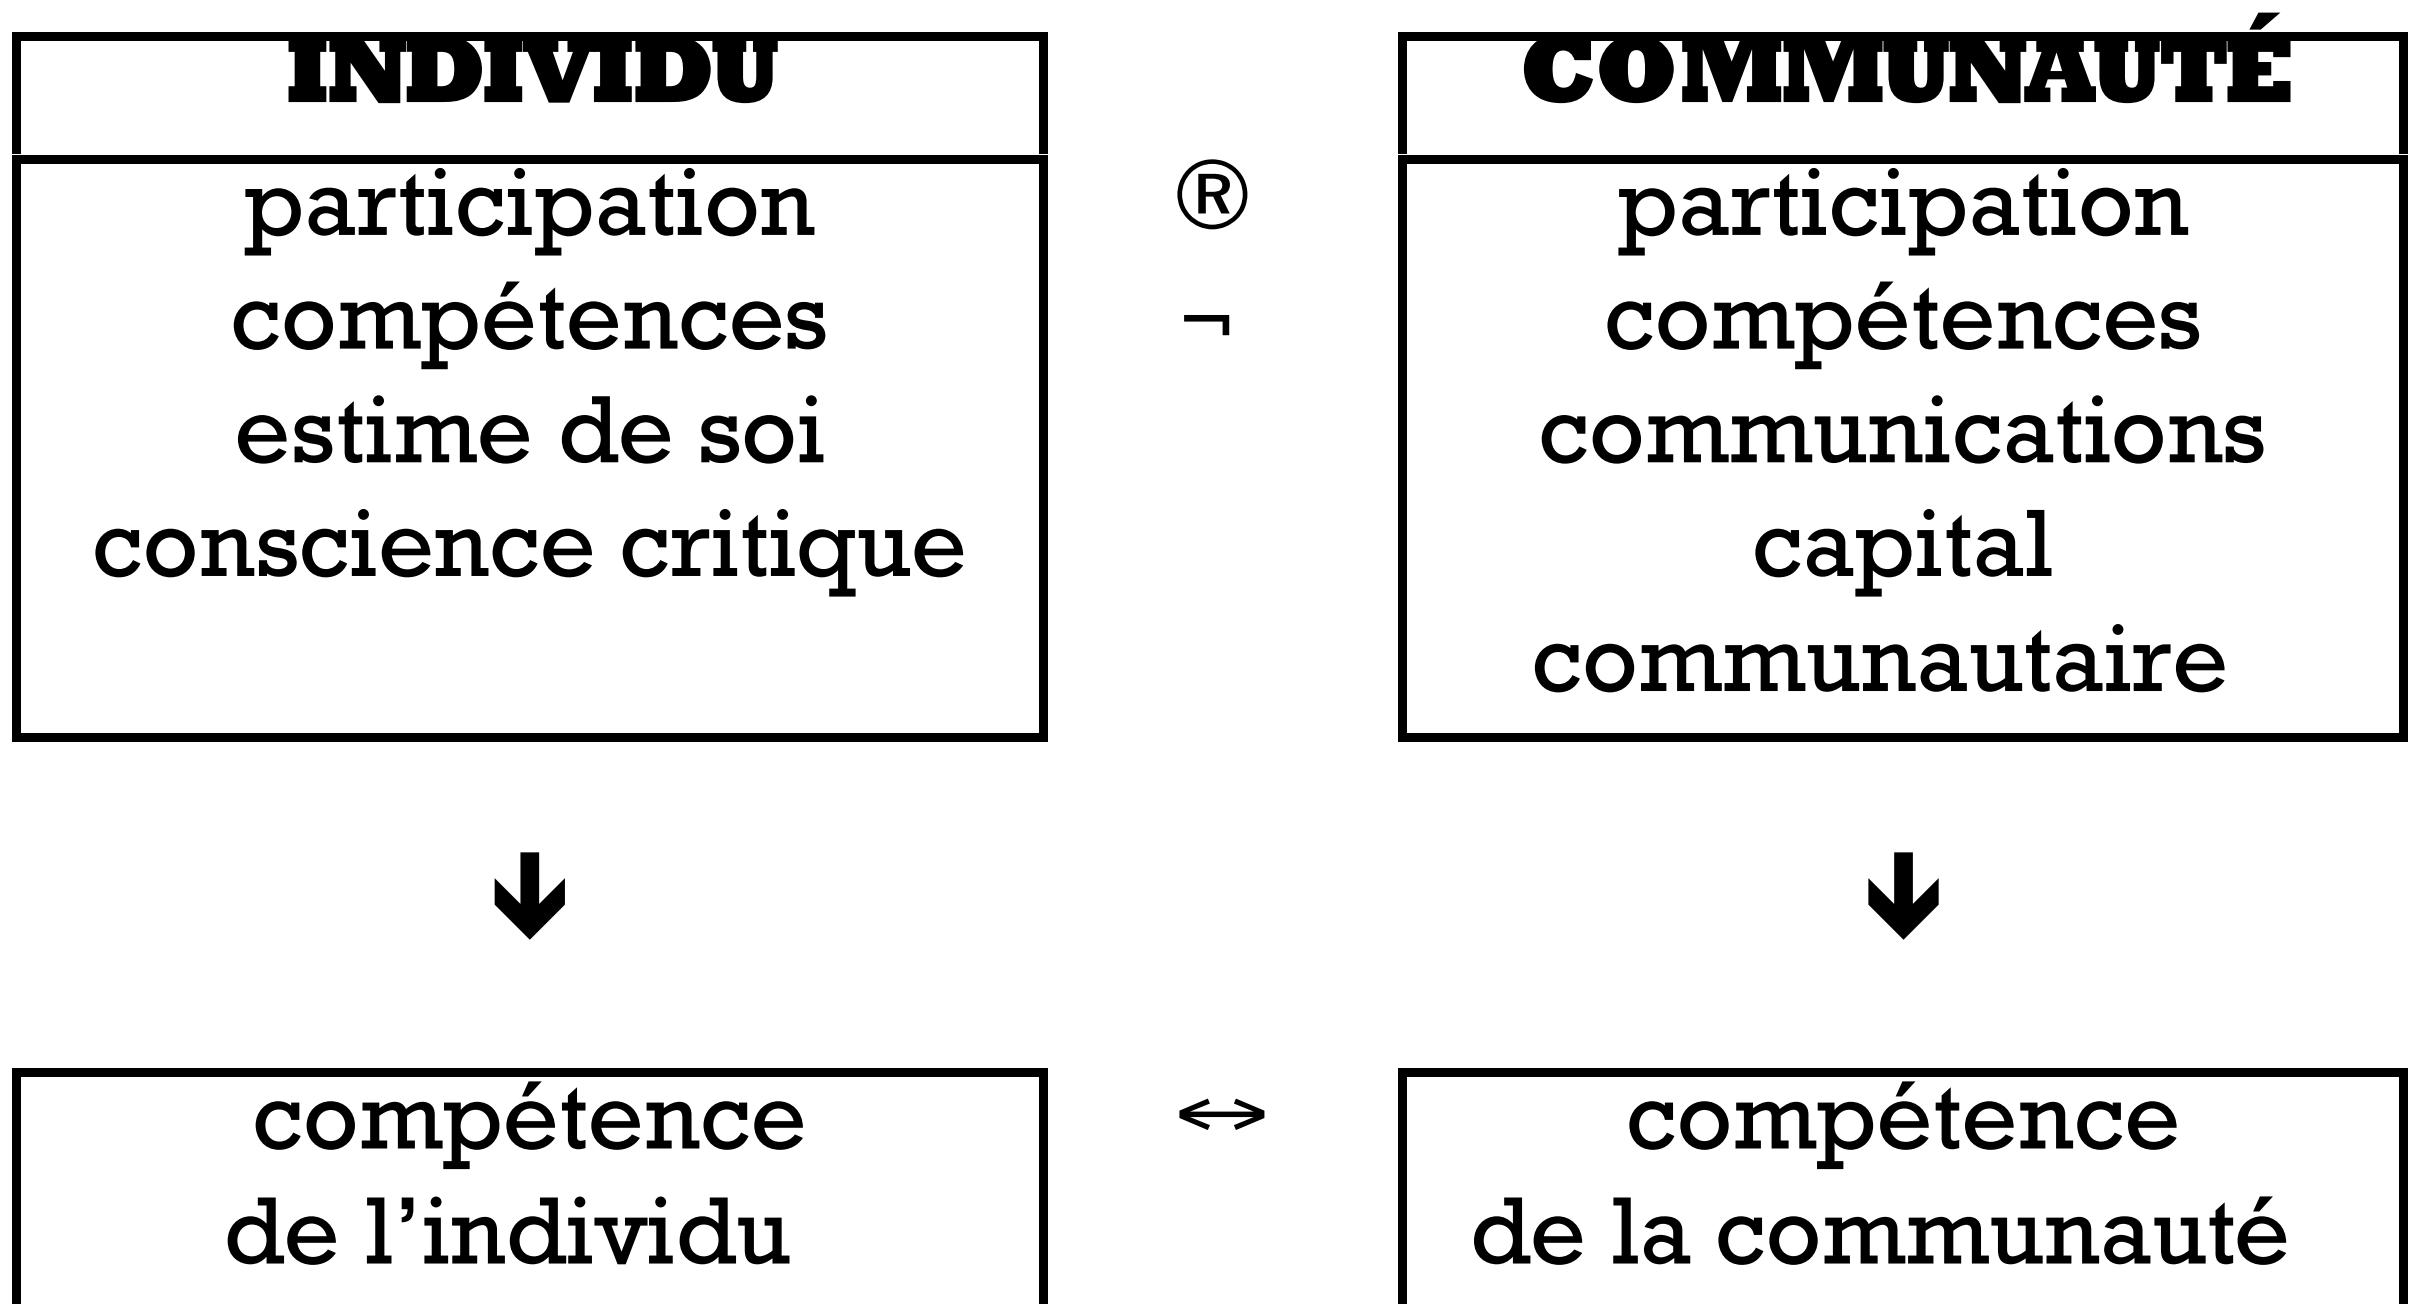 INDIVIDU
participation
compétences
estime de soi
conscience critique
®
¬
COMMUNAUTÉ
participation
compétences
communications
capital
communautaire
compétence
de l’individu
compétence
de la communauté